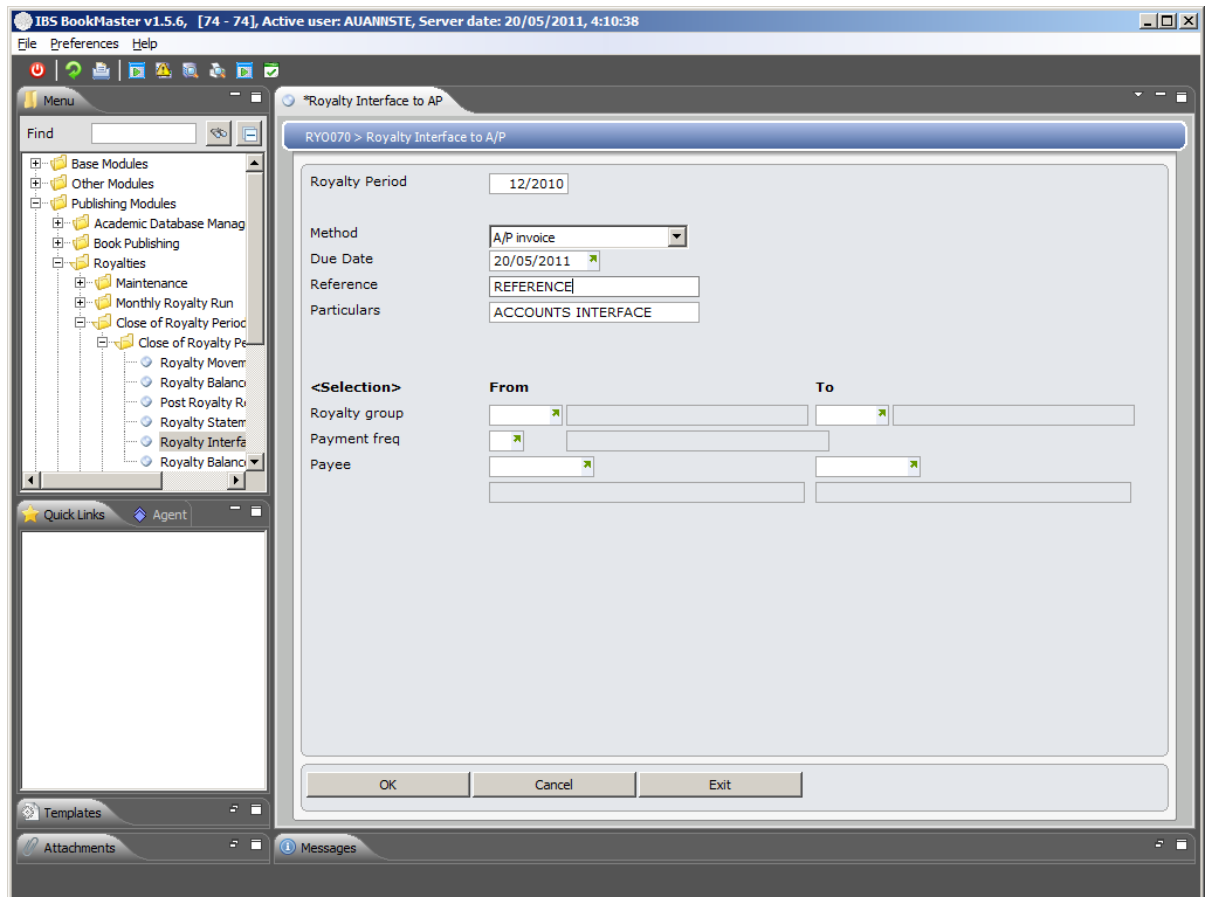 IBS BookMaster v1.5.6, [74 - 74], Active user: AUANNSTE, Server date: 20/05/2011, 4:10:38
File Preferences Help
Menu
*Royalty Interface to AP
Find
RYO070 > Royalty Interface to A/P
Base Modules
Other Modules
Publishing Modules
Academic Database Manag
Book Publishing
Royalties
Maintenance
Monthly Royalty Run
Close of Royalty Period
Close of Royalty Pe
Royalty Movem
Royalty Balanc
Post Royalty R
Royalty Statem
Royalty Interfa
Royalty Balanc
Royalty Period 12/2010
Method A/P invoice
Due Date 20/05/2011
Reference REFERENCE
Particulars ACCOUNTS INTERFACE
<Selection> From To
Royalty group
Payment freq
Payee
Quick Links Agent
OK Cancel Exit
Templates
Attachments
Messages